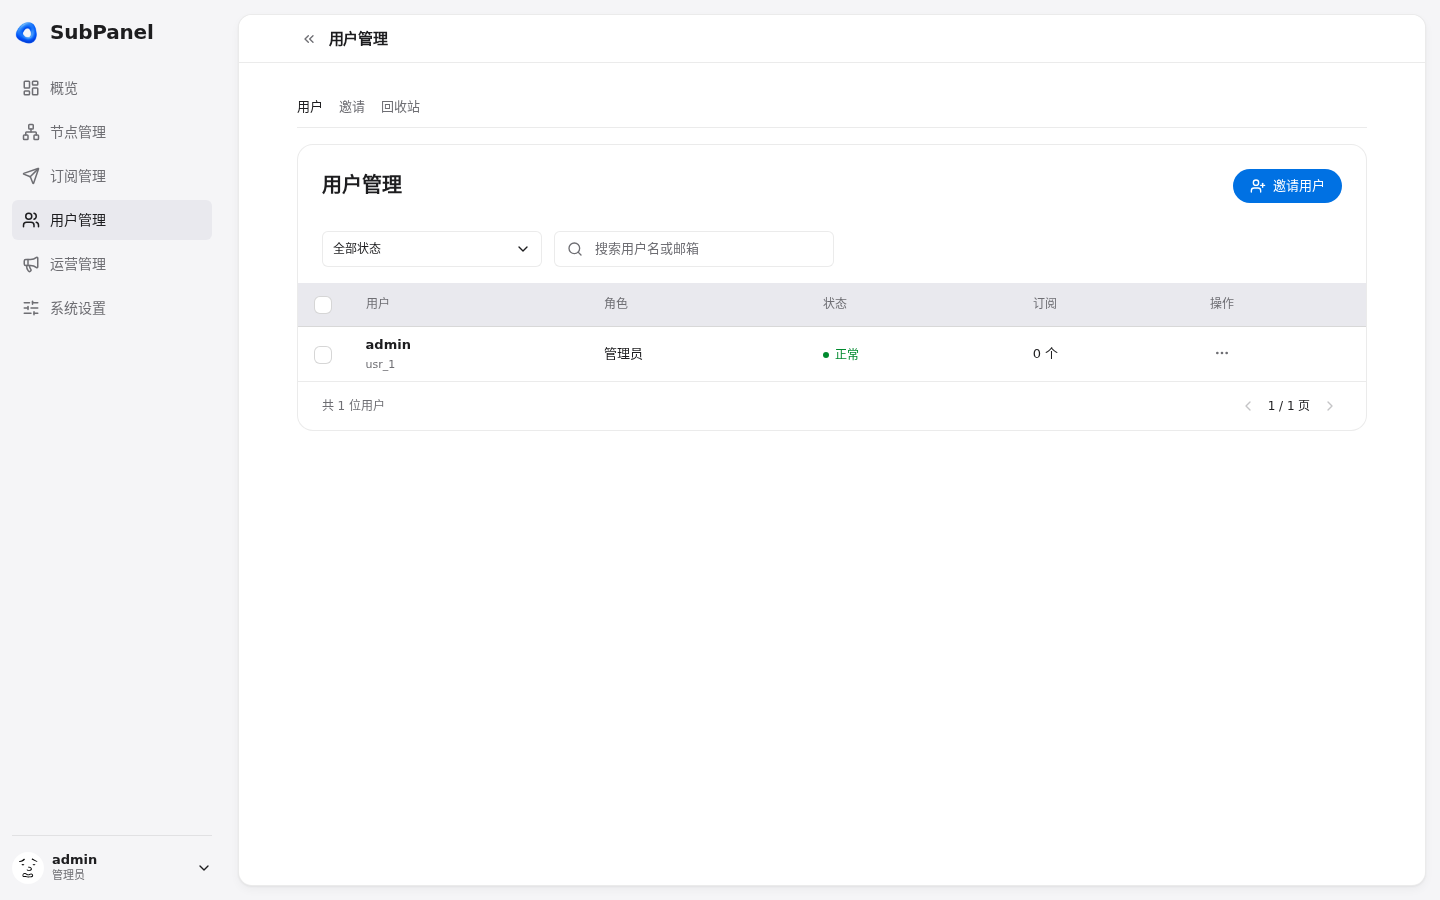 SubPanel
概览
节点管理
订阅管理
用户管理
运营管理
系统设置
admin
管理员
用户管理
用户 邀请 回收站
用户管理
邀请用户
全部状态
搜索用户名或邮箱
用户 角色 状态 订阅 操作
admin
usr_1
管理员
正常
0 个
共 1 位用户
1 / 1 页